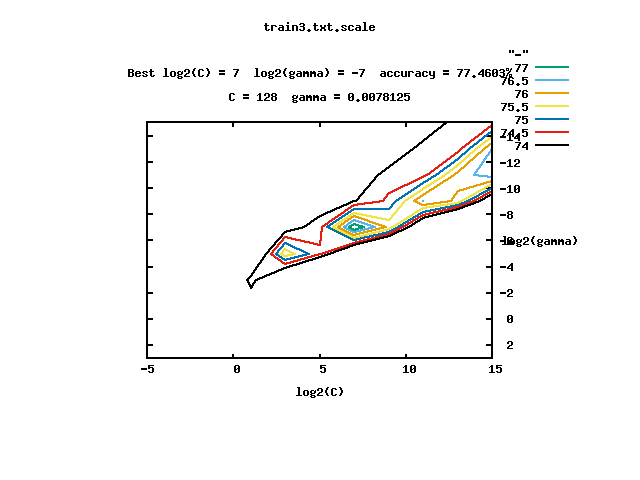 train3.txt.scale
"-"
Best log2(C) = 7  log2(gamma) = -7  accuracy = 77.4603%
77
76.5
C = 128  gamma = 0.0078125
76
75.5
75
74.5
-14
74
-12
-10
-8
-6
log2(gamma)
-4
-2
0
2
-5 0 5 10 15
log2(C)